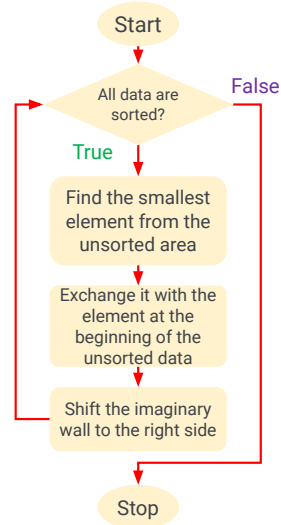 Start
All data are
sorted?
False
True
Find the smallest
element from the
unsorted area
Exchange it with the
element at the
beginning of the
unsorted data
Shift the imaginary
wall to the right side
Stop